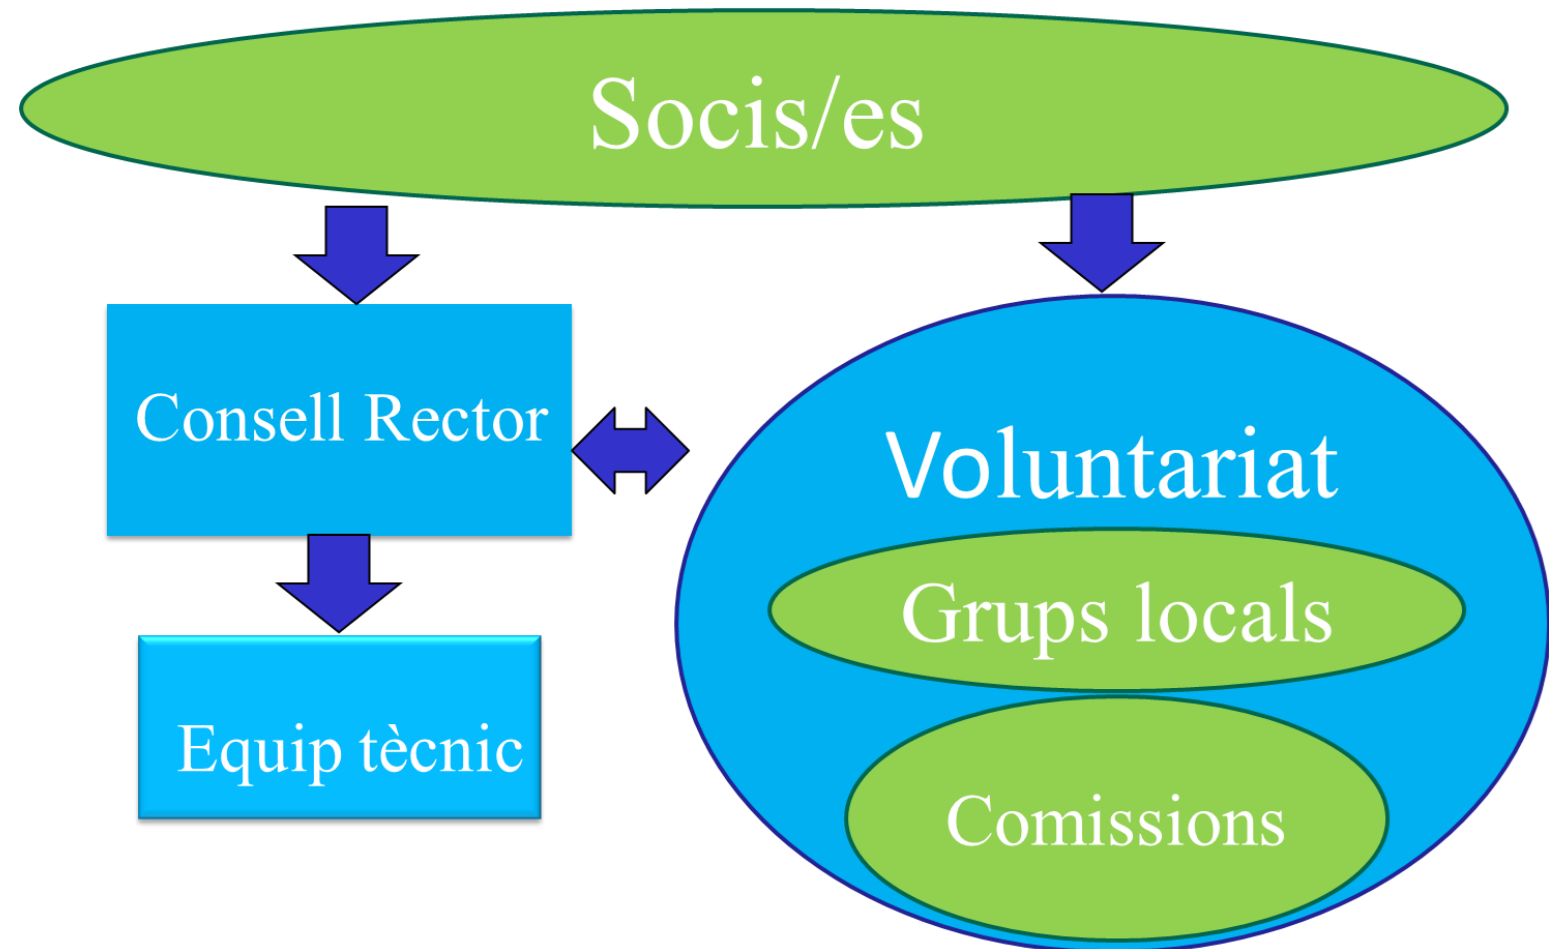 Socis/es
Consell Rector
Voluntariat
Grups locals
Equip tècnic
Comissions